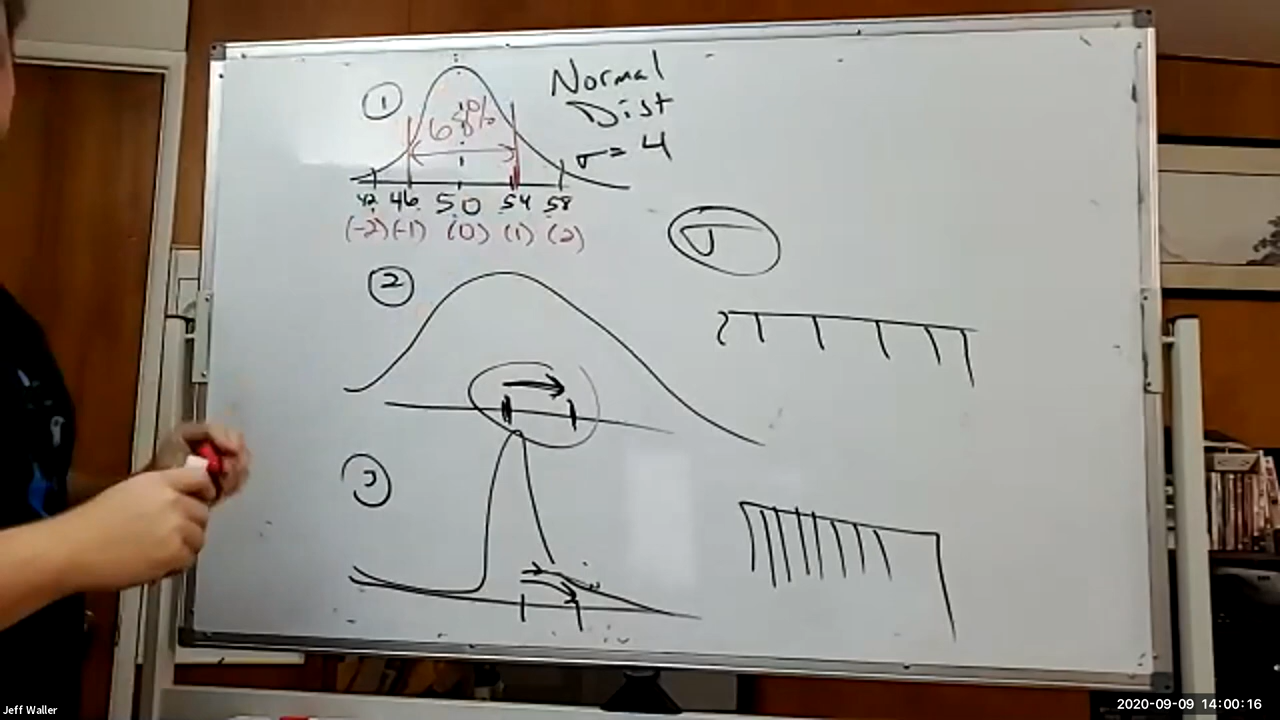 ①
68%
Normal
Dist
σ = 4
42 46 50 54 58
(-2) (-1) (0) (1) (2)
σ
②
3
Jeff Waller
2020-09-09 14:00:16